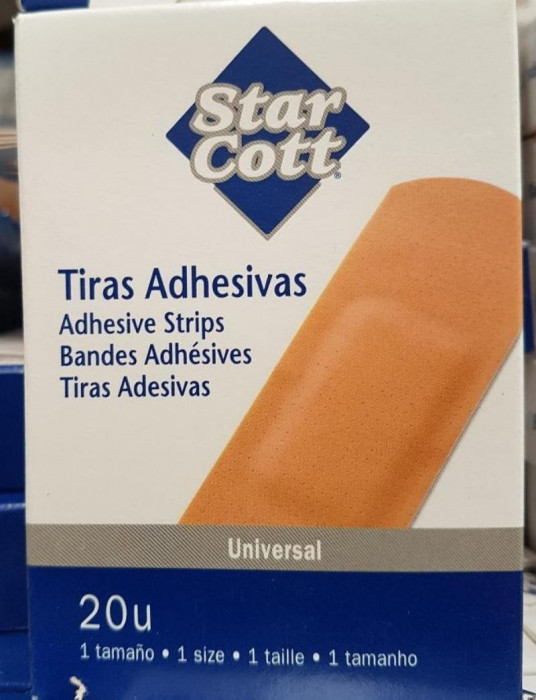 Star
Cott®
Tiras Adhesivas
Adhesive Strips
Bandes Adhésives
Tiras Adesivas
Universal
20u
1 tamaño • 1 size • 1 taille • 1 tamanho